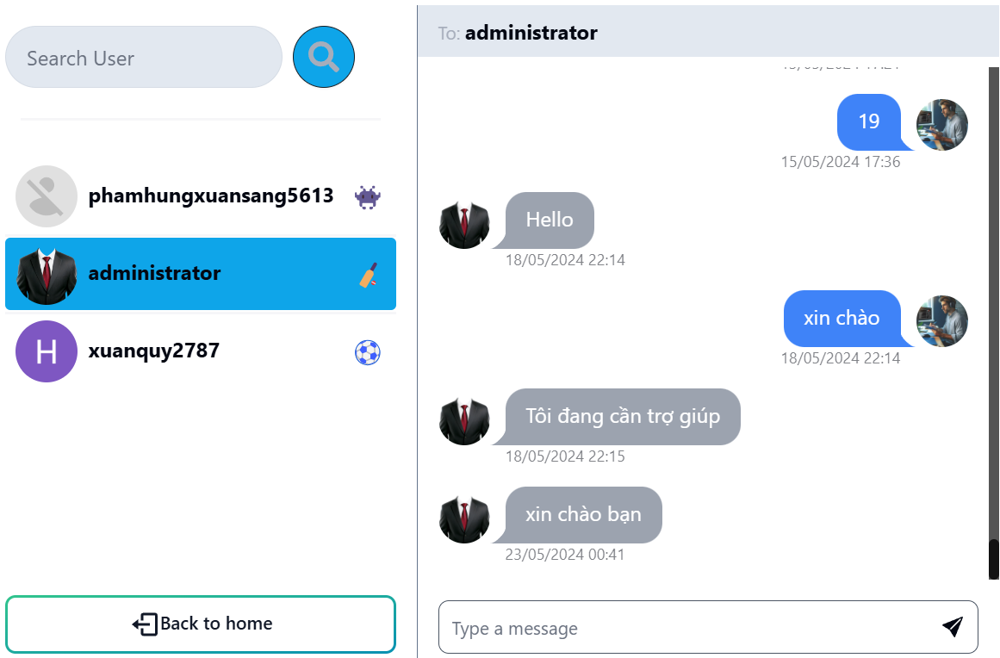 Search User
phamhungxuansang5613
administrator
H
xuanquy2787
Back to home
To: administrator
19
15/05/2024 17:36
Hello
18/05/2024 22:14
xin chào
18/05/2024 22:14
Tôi đang cần trợ giúp
18/05/2024 22:15
xin chào bạn
23/05/2024 00:41
Type a message